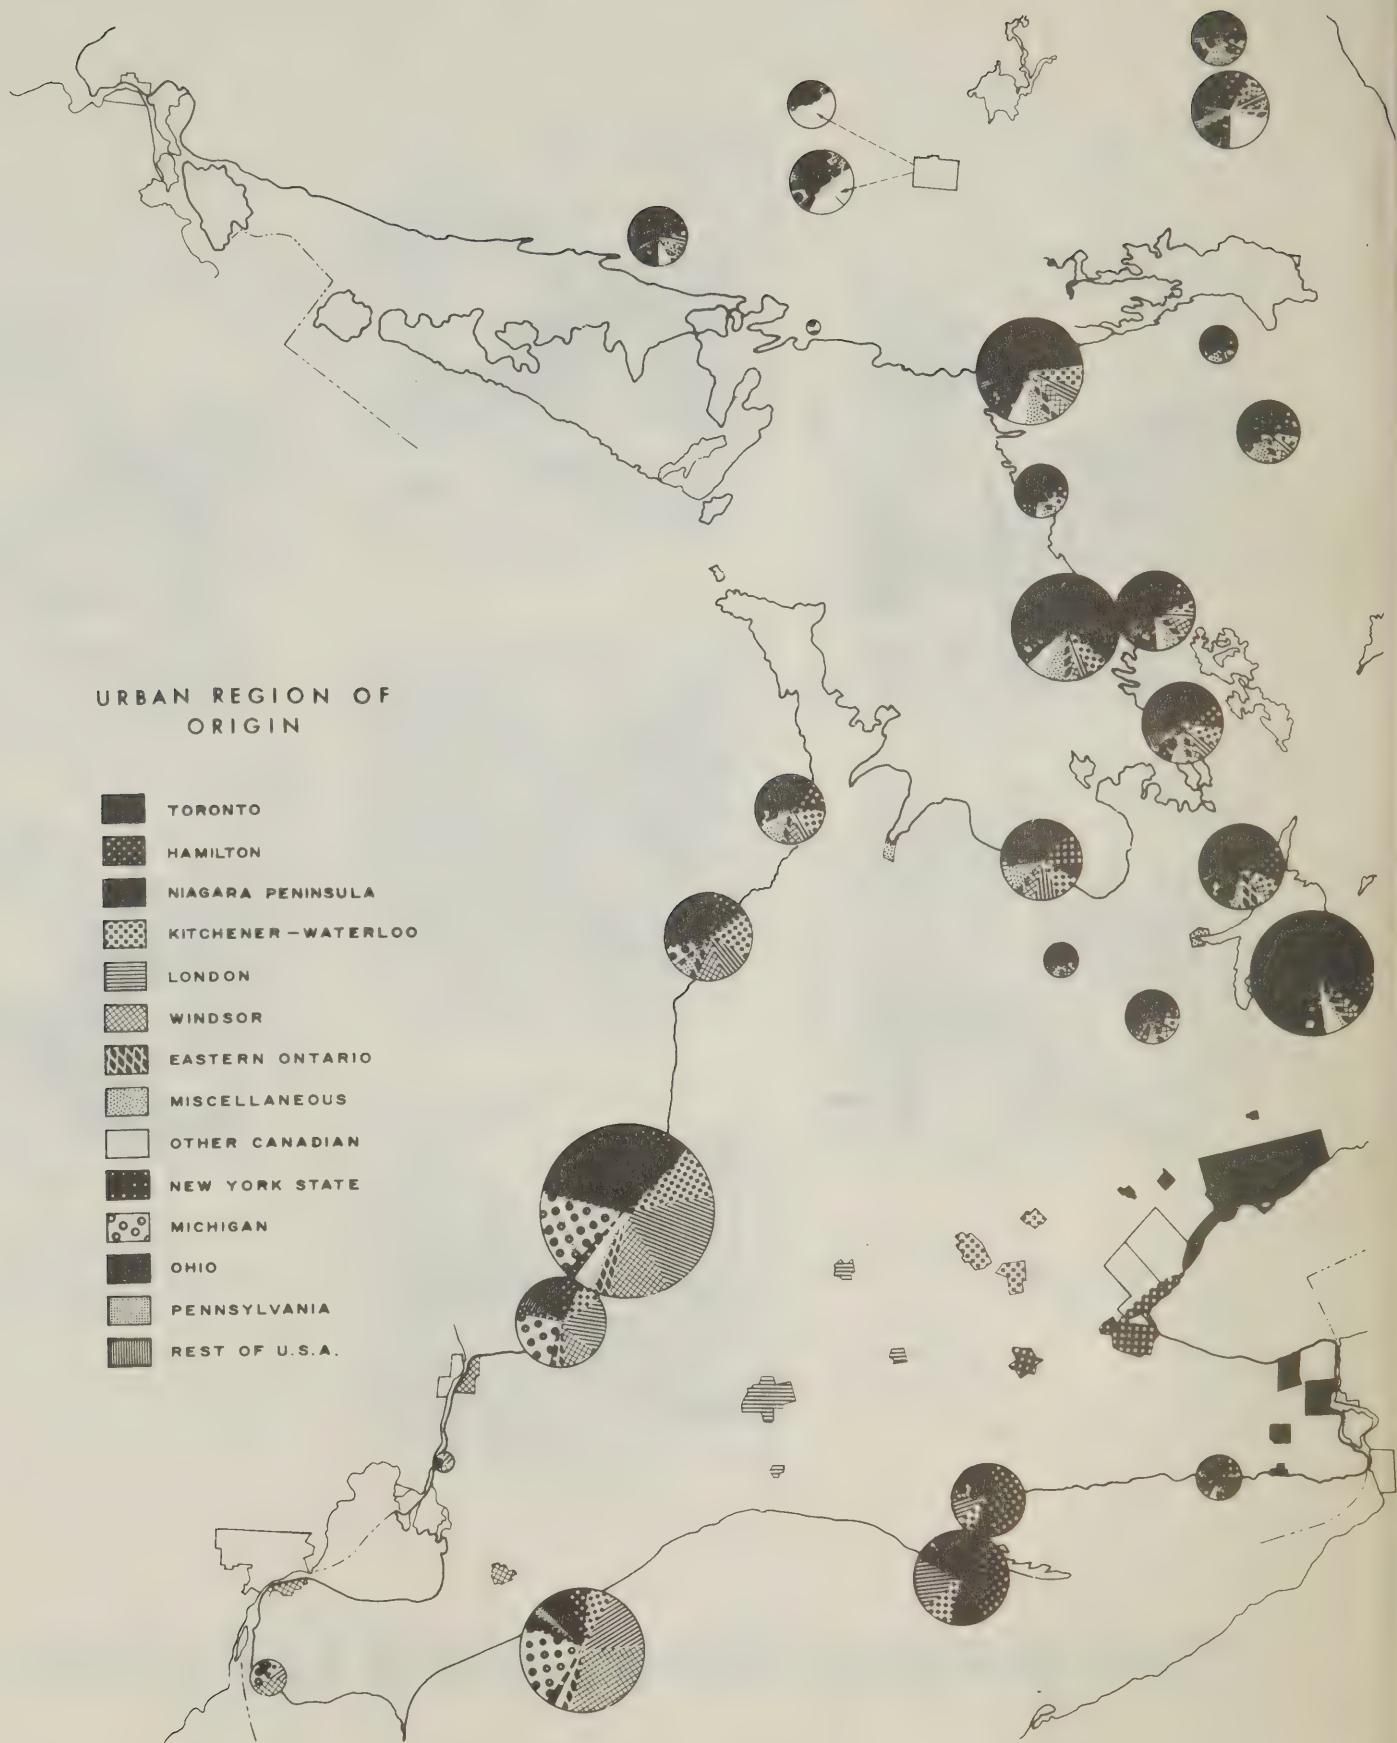 URBAN REGION OF
ORIGIN
TORONTO
HAMILTON
NIAGARA PENINSULA
KITCHENER-WATERLOO
LONDON
WINDSOR
EASTERN ONTARIO
MISCELLANEOUS
OTHER CANADIAN
NEW YORK STATE
MICHIGAN
OHIO
PENNSYLVANIA
REST OF U.S.A.